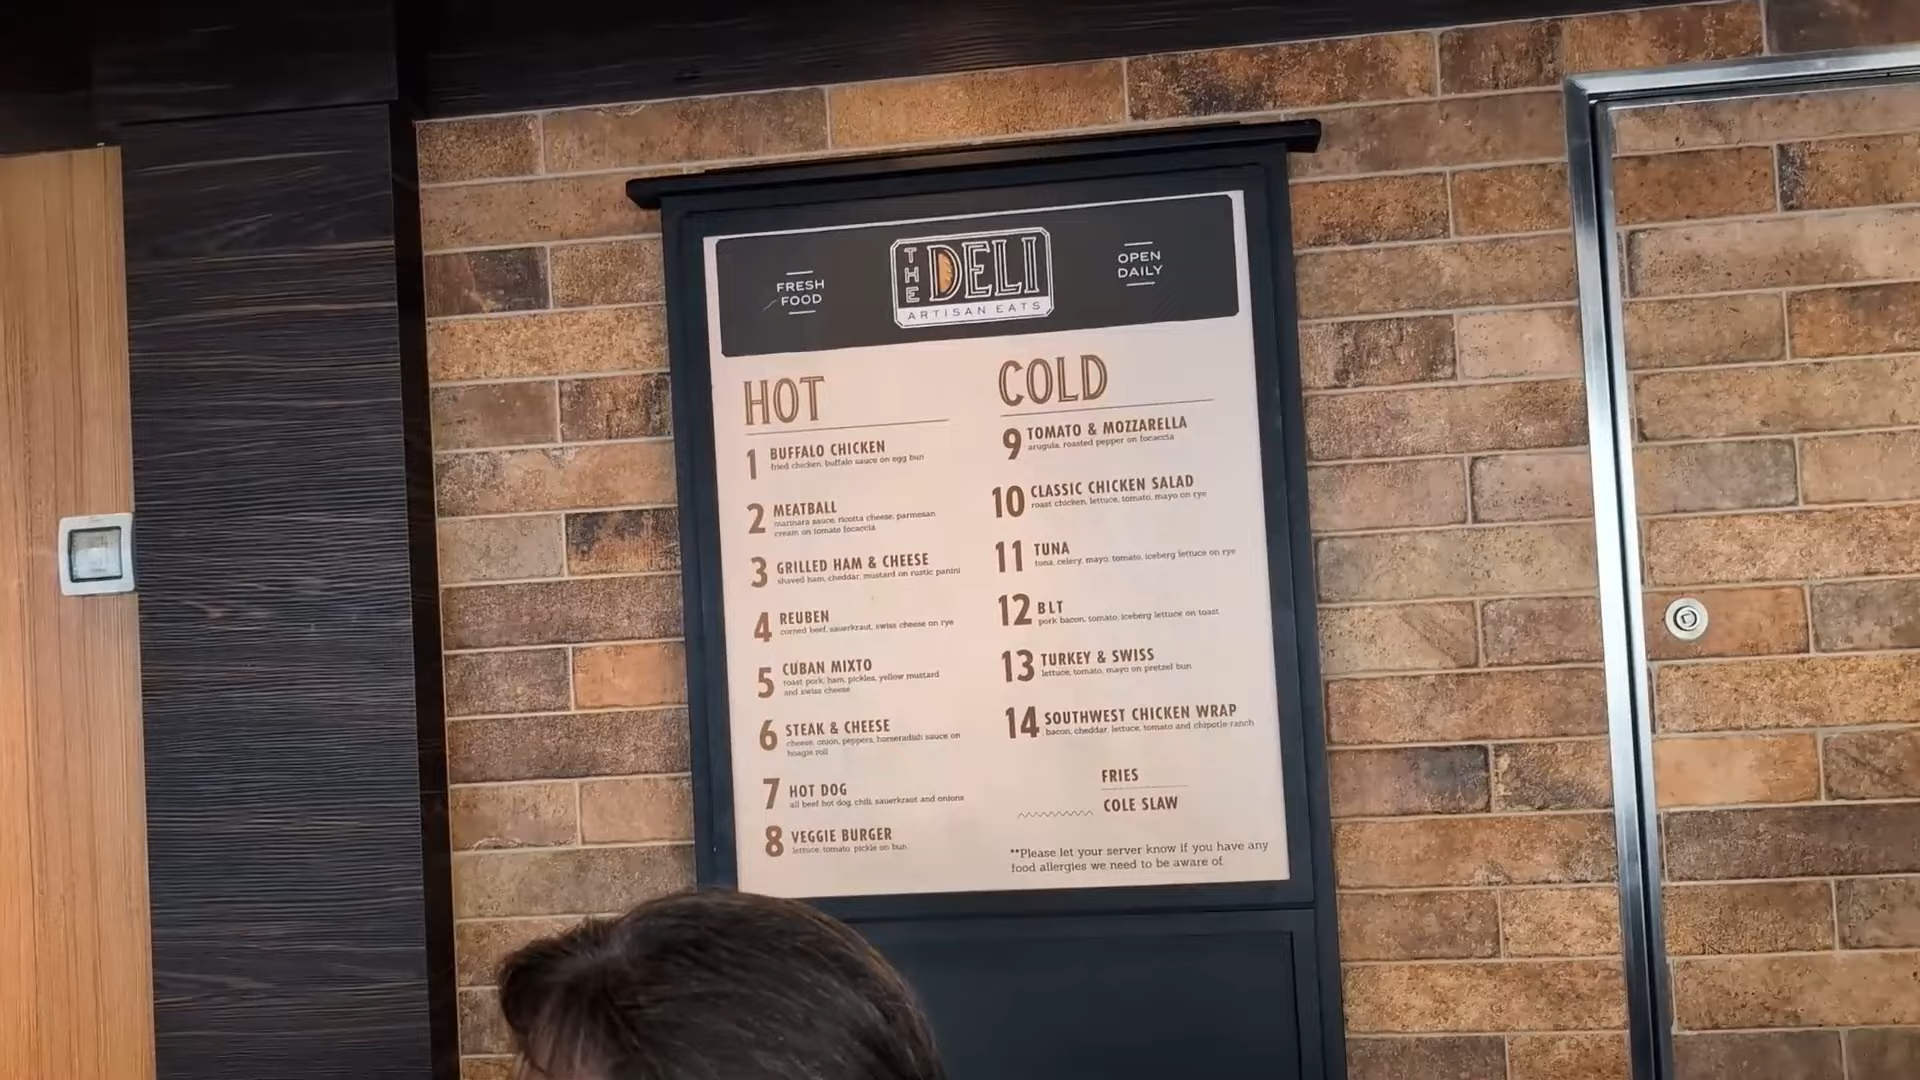 FRESH
FOOD
THE DELI
ARTISAN EATS
OPEN
DAILY
HOT
1 BUFFALO CHICKEN
fried chicken, buffalo sauce on egg bun
2 MEATBALL
marinara sauce, ricotta cheese, parmesan
cream on tomato focaccia
3 GRILLED HAM & CHEESE
shaved ham, cheddar, mustard on rustic panini
4 REUBEN
corned beef, sauerkraut, swiss cheese on rye
5 CUBAN MIXTO
roast pork, ham, pickles, yellow mustard
and swiss cheese
6 STEAK & CHEESE
cheese, onion, peppers, horseradish sauce on
hoagie roll
7 HOT DOG
all beef hot dog, chili, sauerkraut and onions
8 VEGGIE BURGER
lettuce, tomato, pickle on bun
COLD
9 TOMATO & MOZZARELLA
arugula, roasted pepper on focaccia
10 CLASSIC CHICKEN SALAD
roast chicken, lettuce, tomato, mayo on rye
11 TUNA
tuna, celery, mayo, tomato, iceberg lettuce on rye
12 BLT
pork bacon, tomato, iceberg lettuce on toast
13 TURKEY & SWISS
lettuce, tomato, mayo on pretzel bun
14 SOUTHWEST CHICKEN WRAP
bacon, cheddar, lettuce, tomato and chipotle ranch
FRIES
COLE SLAW
**Please let your server know if you have any
food allergies we need to be aware of.